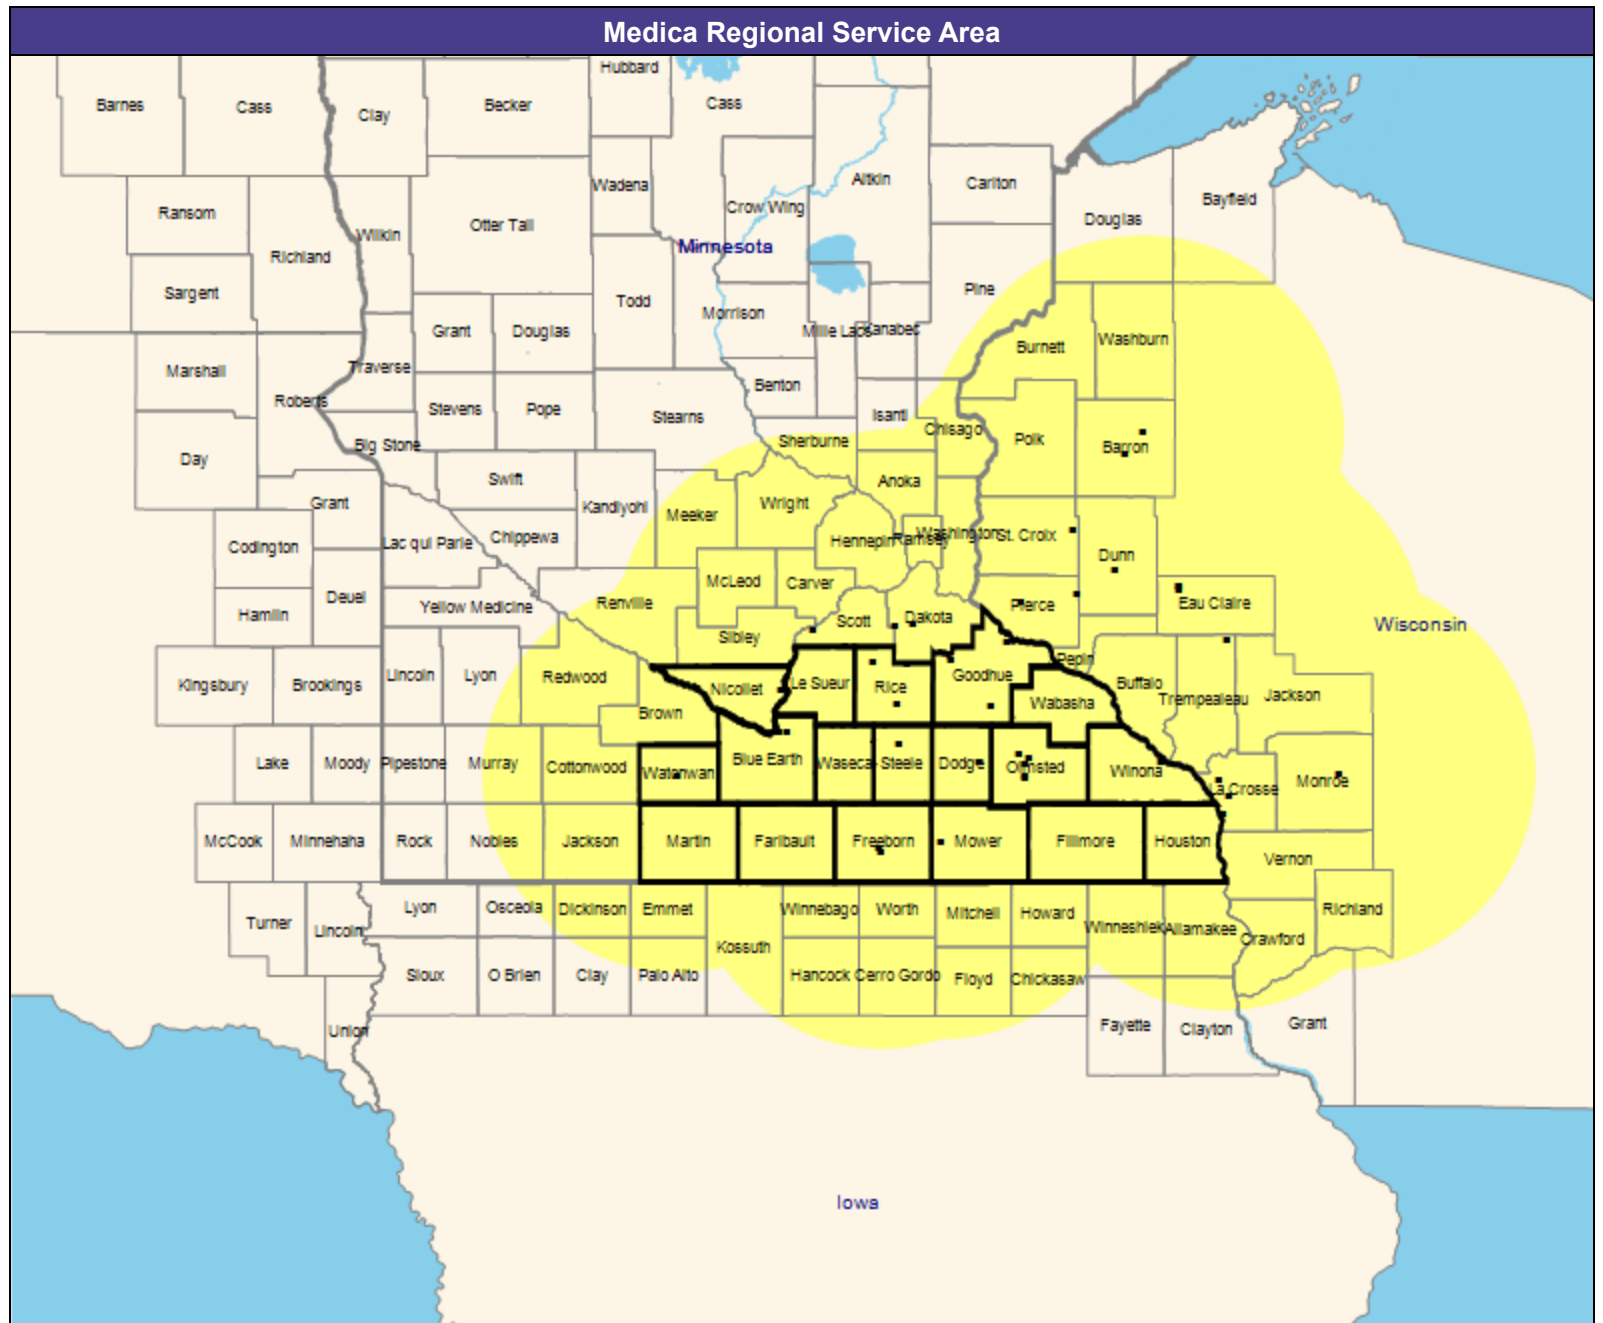 Medica Regional Service Area
Hubbard
Barnes
Cass
Clay
Becker
Cass
Wadena
Crow Wing
Aitkin
Carlton
Douglas
Bayfield
Ransom
Richland
Wilkin
Otter Tail
Minnesota
Sargent
Todd
Morrison
Pine
Grant
Douglas
Mille Lacs
Kanabec
Burnett
Washburn
Marshall
Traverse
Roberts
Stevens
Pope
Stearns
Benton
Isanti
Chisago
Polk
Barron
Day
Big Stone
Sherburne
Swift
Anoka
Grant
Kandiyohi
Meeker
Wright
Codington
Lac qui Parle
Chippewa
Hennepin
Ramsey
Washington
St. Croix
Dunn
Deuel
McLeod
Carver
Hamlin
Yellow Medicine
Renville
Sibley
Scott
Dakota
Pierce
Eau Claire
Wisconsin
Kingsbury
Brookings
Lincoln
Lyon
Redwood
Nicollet
Le Sueur
Rice
Goodhue
Pepin
Wabasha
Buffalo
Trempealeau
Jackson
Brown
Lake
Moody
Pipestone
Murray
Cottonwood
Watonwan
Blue Earth
Waseca
Steele
Dodge
Olmsted
Winona
La Crosse
Monroe
McCook
Minnehaha
Rock
Nobles
Jackson
Martin
Faribault
Freeborn
Mower
Fillmore
Houston
Vernon
Turner
Lincoln
Lyon
Osceola
Dickinson
Emmet
Kossuth
Winnebago
Worth
Mitchell
Howard
Winneshiek
Allamakee
Crawford
Richland
Sioux
O Brien
Clay
Palo Alto
Hancock
Cerro Gordo
Floyd
Chickasaw
Union
Fayette
Clayton
Grant
Iowa